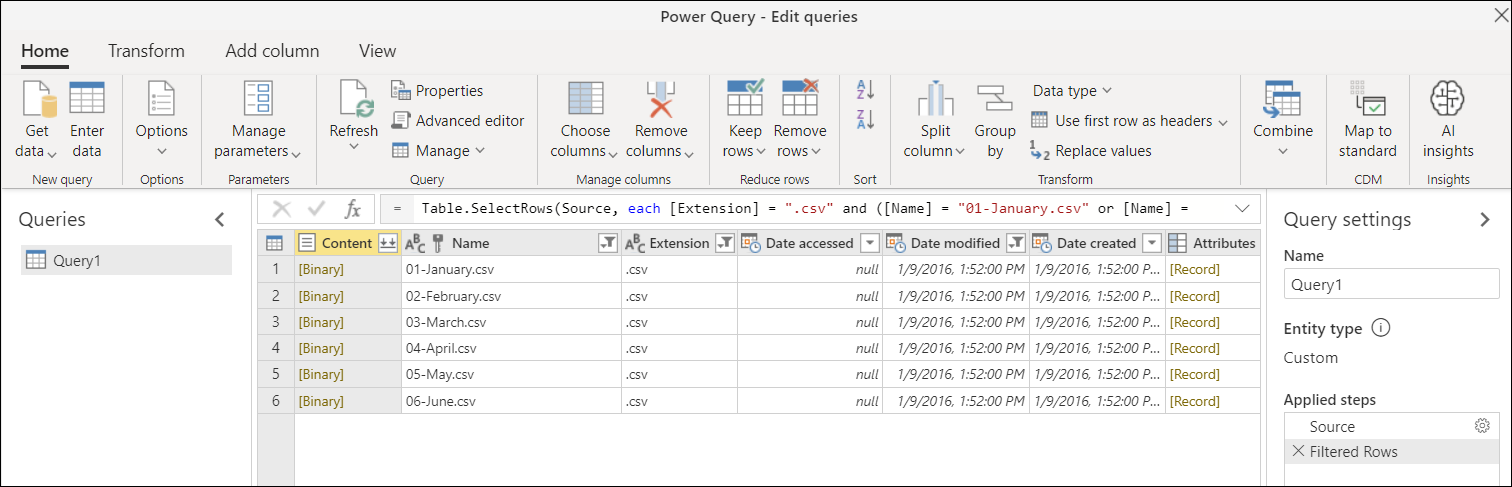 Power Query - Edit queries
Home Transform Add column View
Get data
Enter data
New query
Options
Options
Manage parameters
Parameters
Refresh
Properties
Advanced editor
Manage
Query
Choose columns
Remove columns
Manage columns
Keep rows
Remove rows
Reduce rows
A Z
Z A
Sort
Split column
Group by
Data type
Use first row as headers
1 2 Replace values
Transform
Combine
Map to standard
CDM
AI insights
Insights
Queries
Query1
fx = Table.SelectRows(Source, each [Extension] = ".csv" and ([Name] = "01-January.csv" or [Name] =
Content ABC Name ABC Extension Date accessed Date modified Date created Attributes
1 [Binary] 01-January.csv .csv null 1/9/2016, 1:52:00 PM 1/9/2016, 1:52:00 P... [Record]
2 [Binary] 02-February.csv .csv null 1/9/2016, 1:52:00 PM 1/9/2016, 1:52:00 P... [Record]
3 [Binary] 03-March.csv .csv null 1/9/2016, 1:52:00 PM 1/9/2016, 1:52:00 P... [Record]
4 [Binary] 04-April.csv .csv null 1/9/2016, 1:52:00 PM 1/9/2016, 1:52:00 P... [Record]
5 [Binary] 05-May.csv .csv null 1/9/2016, 1:52:00 PM 1/9/2016, 1:52:00 P... [Record]
6 [Binary] 06-June.csv .csv null 1/9/2016, 1:52:00 PM 1/9/2016, 1:52:00 P... [Record]
Query settings
Name
Query1
Entity type
Custom
Applied steps
Source
Filtered Rows